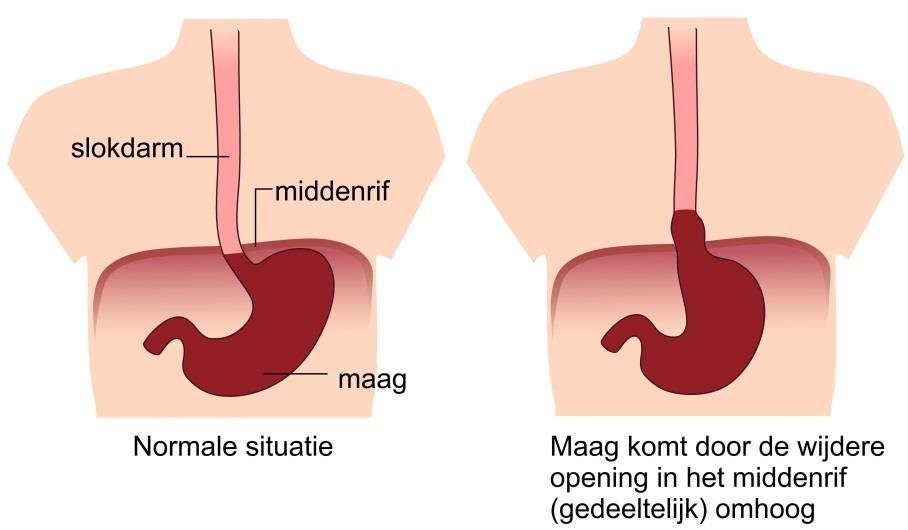 slokdarm
middenrif
maag
Normale situatie
Maag komt door de wijdere
opening in het middenrif
(gedeeltelijk) omhoog